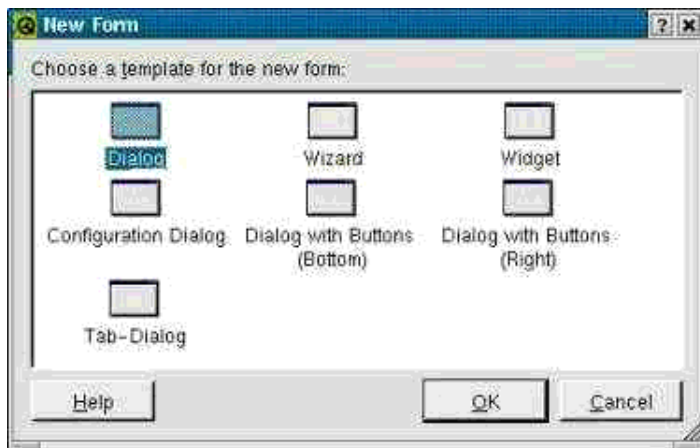 New Form
Choose a template for the new form:
Dialog
Wizard
Widget
Configuration Dialog
Dialog with Buttons
(Bottom)
Dialog with Buttons
(Right)
Tab-Dialog
Help
OK
Cancel